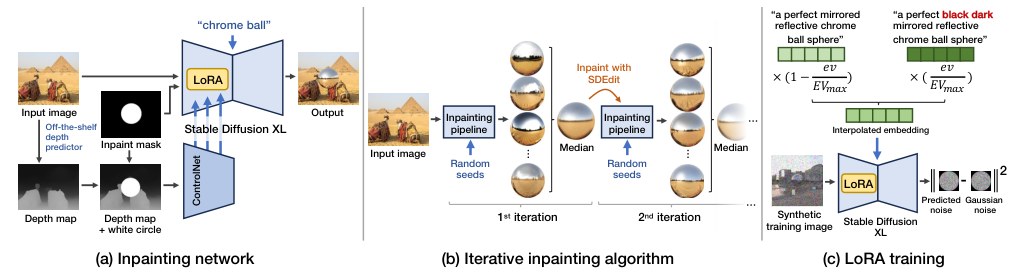 “chrome ball”
LoRA
Input image
Off-the-shelf
depth
predictor
Inpaint mask
Stable Diffusion XL
Output
ControlNet
Depth map
Depth map
+ white circle
(a) Inpainting network
Input image
Inpainting
pipeline
Random
seeds
Median
Inpaint with
SDEdit
Inpainting
pipeline
Random
seeds
Median
...
1st iteration
2nd iteration
...
(b) Iterative inpainting algorithm
“a perfect mirrored
reflective chrome
ball sphere”
“a perfect black dark
mirrored reflective
chrome ball sphere”
× (1 − ev/EVmax)
× (ev/EVmax)
Interpolated embedding
LoRA
Synthetic
training image
Stable Diffusion
XL
|| - || 2
Predicted
noise
Gaussian
noise
(c) LoRA training